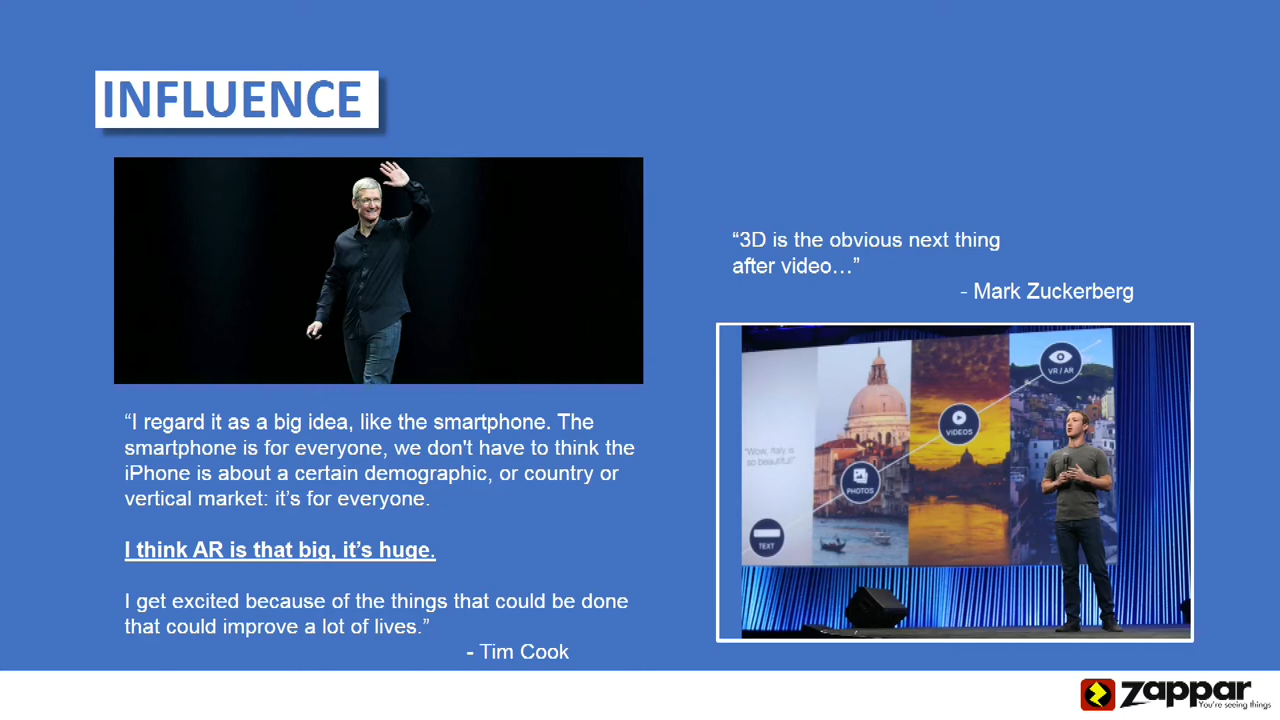 INFLUENCE
“I regard it as a big idea, like the smartphone. The
smartphone is for everyone, we don't have to think the
iPhone is about a certain demographic, or country or
vertical market: it’s for everyone.
I think AR is that big, it’s huge.
I get excited because of the things that could be done
that could improve a lot of lives.”
- Tim Cook
“3D is the obvious next thing
after video…”
- Mark Zuckerberg
"Wow, Italy is
so beautiful!"
TEXT
PHOTOS
VIDEOS
VR / AR
zappar
You're seeing things